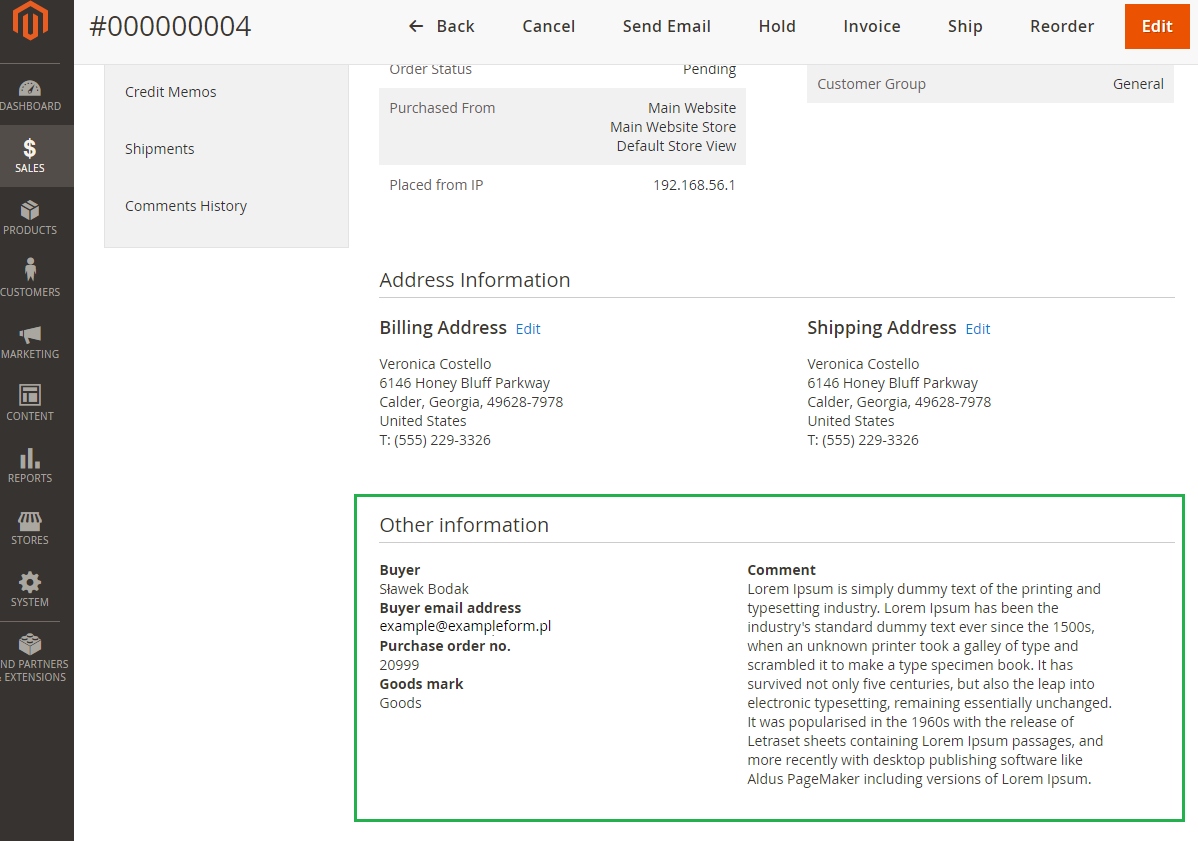 #000000004
Back
Cancel
Send Email
Hold
Invoice
Ship
Reorder
Edit
DASHBOARD
SALES
PRODUCTS
CUSTOMERS
MARKETING
CONTENT
REPORTS
STORES
SYSTEM
ND PARTNERS
& EXTENSIONS
Credit Memos
Shipments
Comments History
Order Status Pending
Purchased From Main Website
Main Website Store
Default Store View
Placed from IP 192.168.56.1
Customer Group General
Address Information
Billing Address Edit
Veronica Costello
6146 Honey Bluff Parkway
Calder, Georgia, 49628-7978
United States
T: (555) 229-3326
Shipping Address Edit
Veronica Costello
6146 Honey Bluff Parkway
Calder, Georgia, 49628-7978
United States
T: (555) 229-3326
Other information
Buyer
Sławek Bodak
Buyer email address
example@exampleform.pl
Purchase order no.
20999
Goods mark
Goods
Comment
Lorem Ipsum is simply dummy text of the printing and
typesetting industry. Lorem Ipsum has been the
industry's standard dummy text ever since the 1500s,
when an unknown printer took a galley of type and
scrambled it to make a type specimen book. It has
survived not only five centuries, but also the leap into
electronic typesetting, remaining essentially unchanged.
It was popularised in the 1960s with the release of
Letraset sheets containing Lorem Ipsum passages, and
more recently with desktop publishing software like
Aldus PageMaker including versions of Lorem Ipsum.